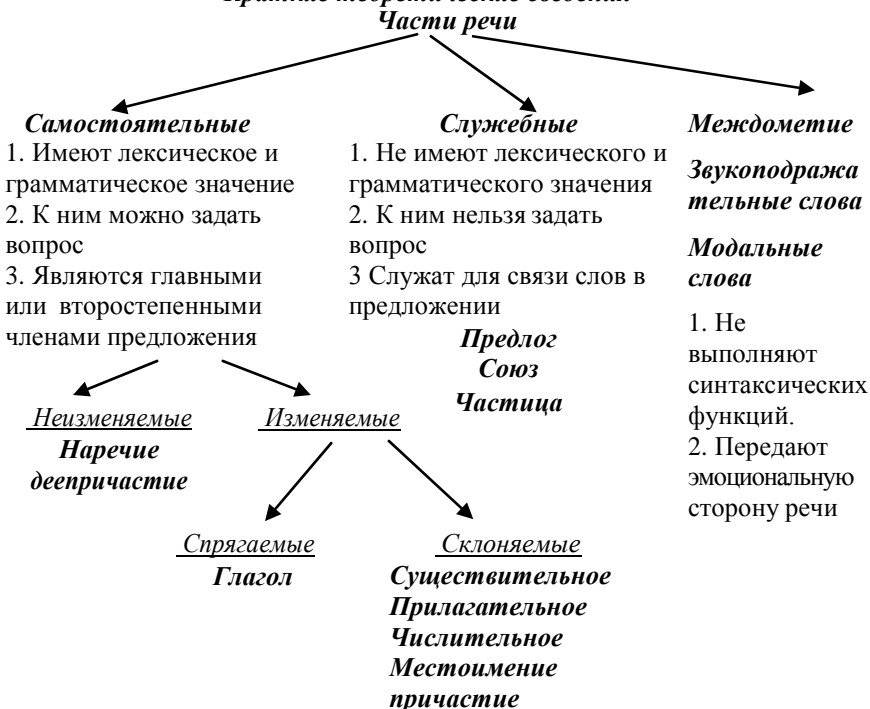 Краткие теоретические сведения
Части речи
Самостоятельные
1. Имеют лексическое и
грамматическое значение
2. К ним можно задать
вопрос
3. Являются главными
или второстепенными
членами предложения
Служебные
1. Не имеют лексического и
грамматического значения
2. К ним нельзя задать
вопрос
3 Служат для связи слов в
предложении
Предлог
Союз
Частица
Междометие
Звукоподража
тельные слова
Модальные
слова
1. Не
выполняют
синтаксических
функций.
2. Передают
эмоциональную
сторону речи
Неизменяемые
Наречие
деепричастие
Изменяемые
Спрягаемые
Глагол
Склоняемые
Существительное
Прилагательное
Числительное
Местоимение
причастие